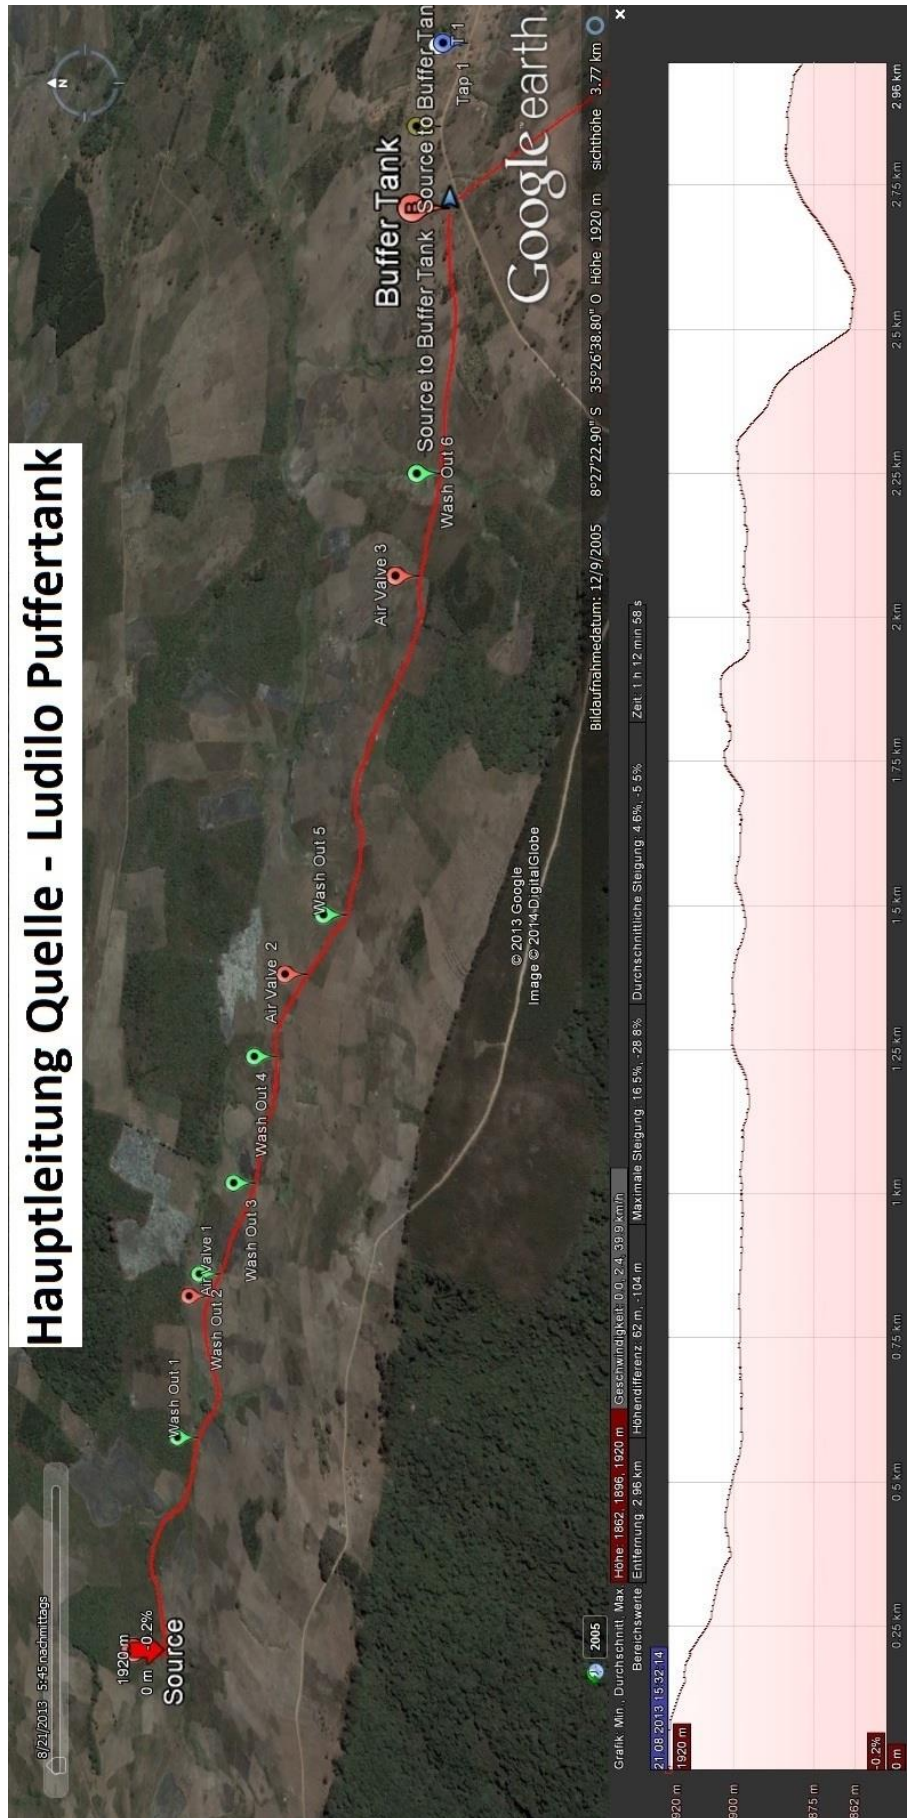 Hauptleitung Quelle - Ludilo Puffertank
8/21/2013 5:45 nachmittags
N
1920 m
0 m -0.2%
Source
Wash Out 1
Air Valve 1
Wash Out 2
Wash Out 3
Wash Out 4
Air Valve 2
Wash Out 5
Air Valve 3
Wash Out 6
Buffer Tank
B
Source to Buffer Tank
Source to Buffer Tan
T 1
Tap 1
© 2013 Google
Image © 2014 DigitalGlobe
Google earth
2005
Bildaufnahmedatum: 12/9/2005 8°27'22.90" S 35°26'38.80" O Höhe 1920 m sichthöhe 3.77 km
Grafik: Min., Durchschnitt, Max. Höhe: 1862, 1896, 1920 m Geschwindigkeit: 0.0, 2.4, 39.9 km/h
Bereichswerte: Entfernung: 2.96 km Höhendifferenz: 62 m, -104 m Maximale Steigung: 16.5%, -28.8% Durchschnittliche Steigung: 4.6%, -5.5% Zeit: 1 h 12 min 58 s
21.08.2013 15:32:14
1920 m
1920 m
1900 m
1875 m
1862 m
-0.2%
0 m
0.25 km
0.5 km
0.75 km
1 km
1.25 km
1.5 km
1.75 km
2 km
2.25 km
2.5 km
2.75 km
2.96 km